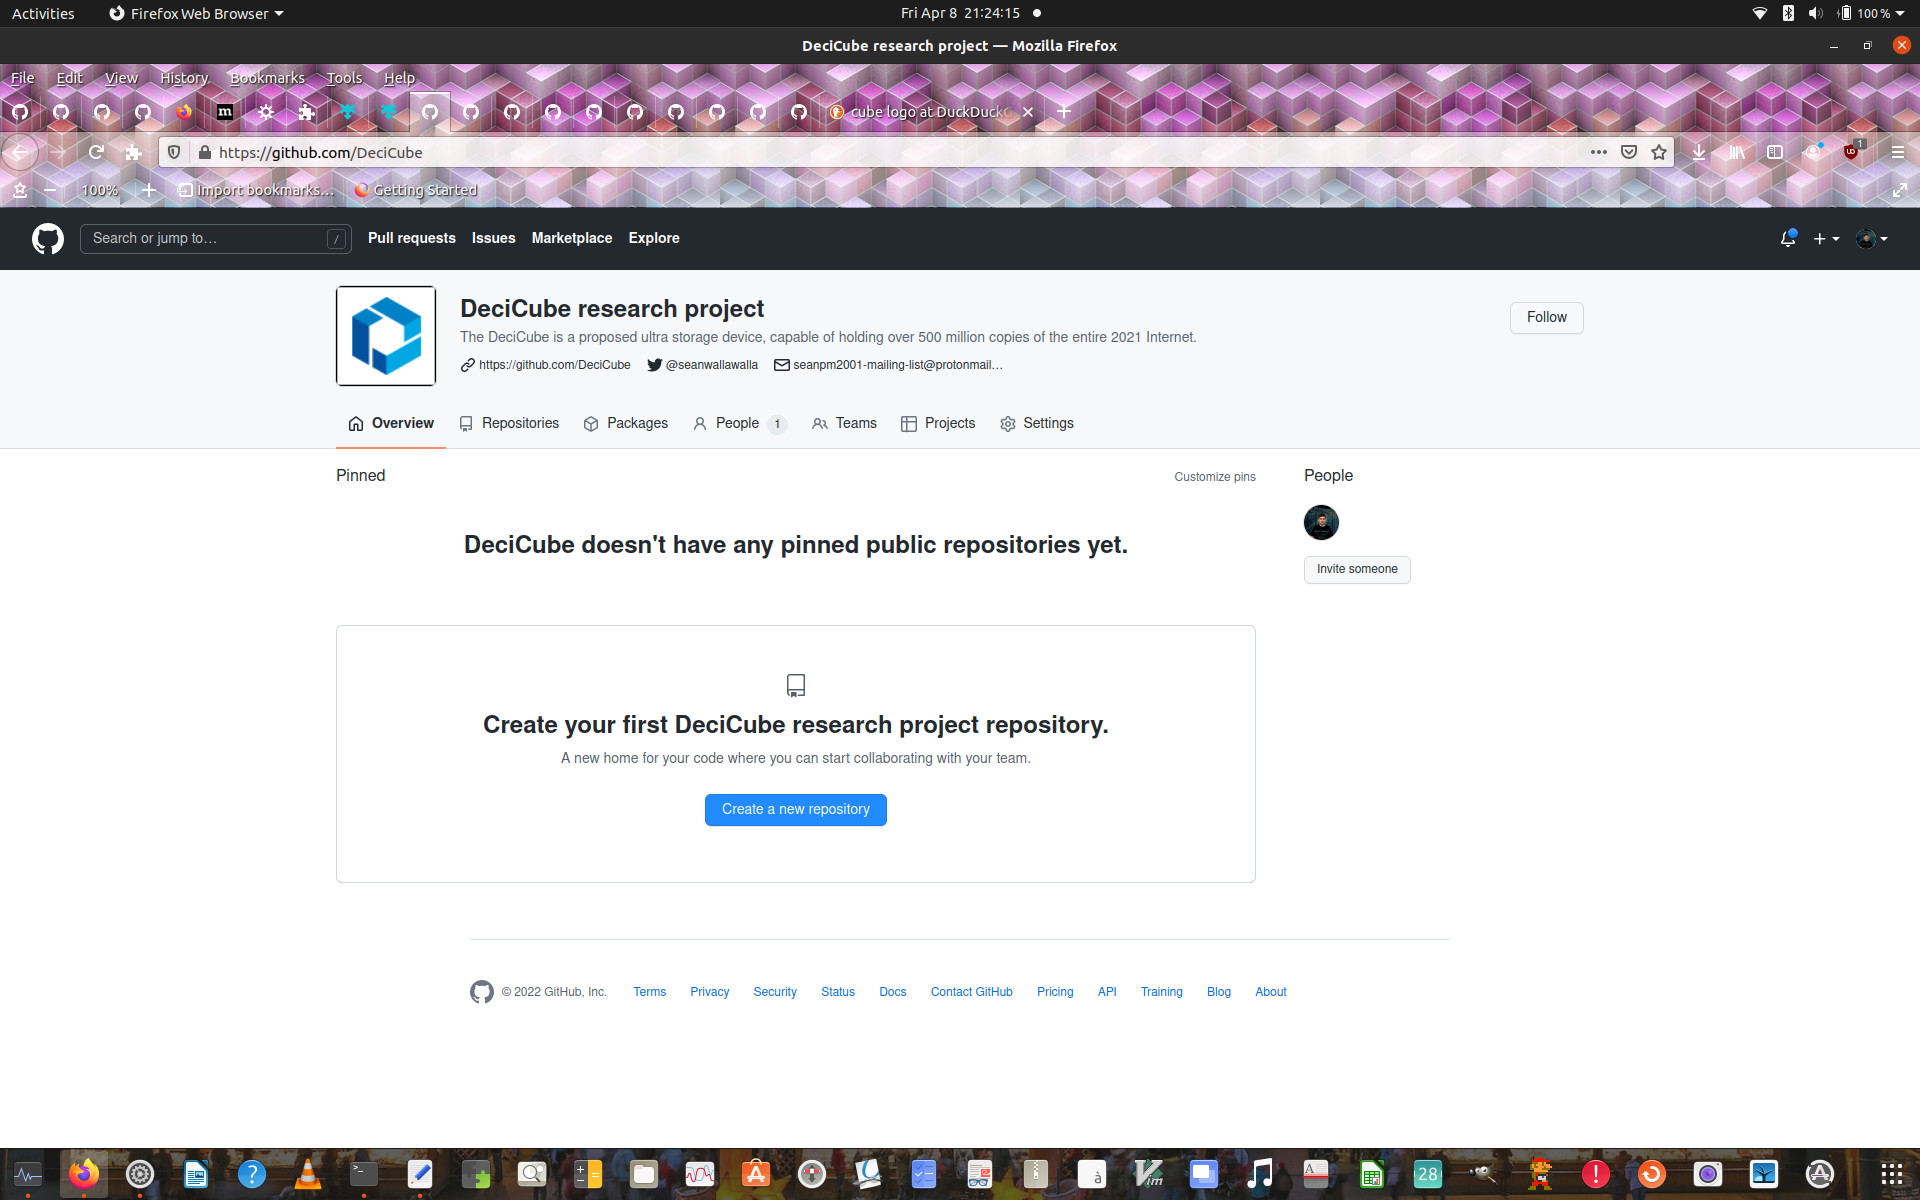 Activities Firefox Web Browser Fri Apr 8 21:24:15 100 %
DeciCube research project — Mozilla Firefox
File Edit View History Bookmarks Tools Help
m cube logo at DuckDuckG
https://github.com/DeciCube 1
100% Import bookmarks... Getting Started
Search or jump to... / Pull requests Issues Marketplace Explore
DeciCube research project
The DeciCube is a proposed ultra storage device, capable of holding over 500 million copies of the entire 2021 Internet.
Follow
https://github.com/DeciCube @seanwallawalla seanpm2001-mailing-list@protonmail...
Overview Repositories Packages People 1 Teams Projects Settings
Pinned Customize pins People
DeciCube doesn't have any pinned public repositories yet.
Invite someone
Create your first DeciCube research project repository.
A new home for your code where you can start collaborating with your team.
Create a new repository
© 2022 GitHub, Inc. Terms Privacy Security Status Docs Contact GitHub Pricing API Training Blog About
? >_ à Vim A 28 !